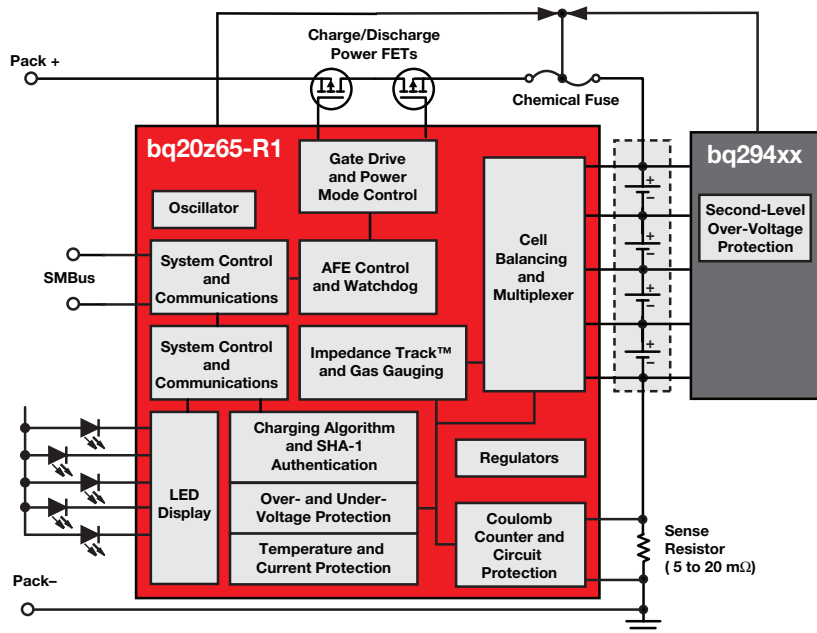 Charge/Discharge
Power FETs
Pack +
Chemical Fuse
bq20z65-R1
bq294xx
Gate Drive
and Power
Mode Control
Oscillator
Second-Level
Over-Voltage
Protection
Cell
Balancing
and
Multiplexer
SMBus
System Control
and
Communications
AFE Control
and Watchdog
System Control
and
Communications
Impedance Track™
and Gas Gauging
LED
Display
Charging Algorithm
and SHA-1
Authentication
Regulators
Over- and Under-
Voltage Protection
Temperature and
Current Protection
Coulomb
Counter and
Circuit
Protection
Sense
Resistor
( 5 to 20 mΩ)
Pack–
+
–
+
–
+
–
+
–